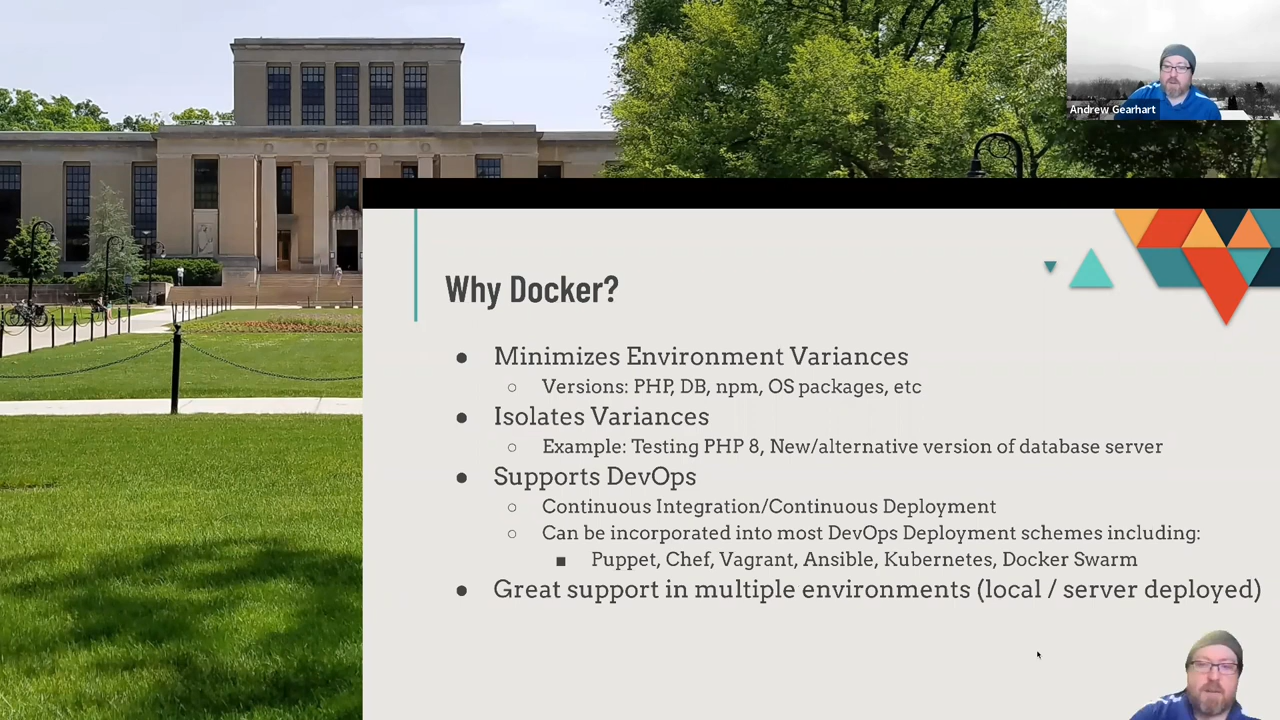 Andrew Gearhart
Why Docker?
● Minimizes Environment Variances
○ Versions: PHP, DB, npm, OS packages, etc
● Isolates Variances
○ Example: Testing PHP 8, New/alternative version of database server
● Supports DevOps
○ Continuous Integration/Continuous Deployment
○ Can be incorporated into most DevOps Deployment schemes including:
■ Puppet, Chef, Vagrant, Ansible, Kubernetes, Docker Swarm
● Great support in multiple environments (local / server deployed)